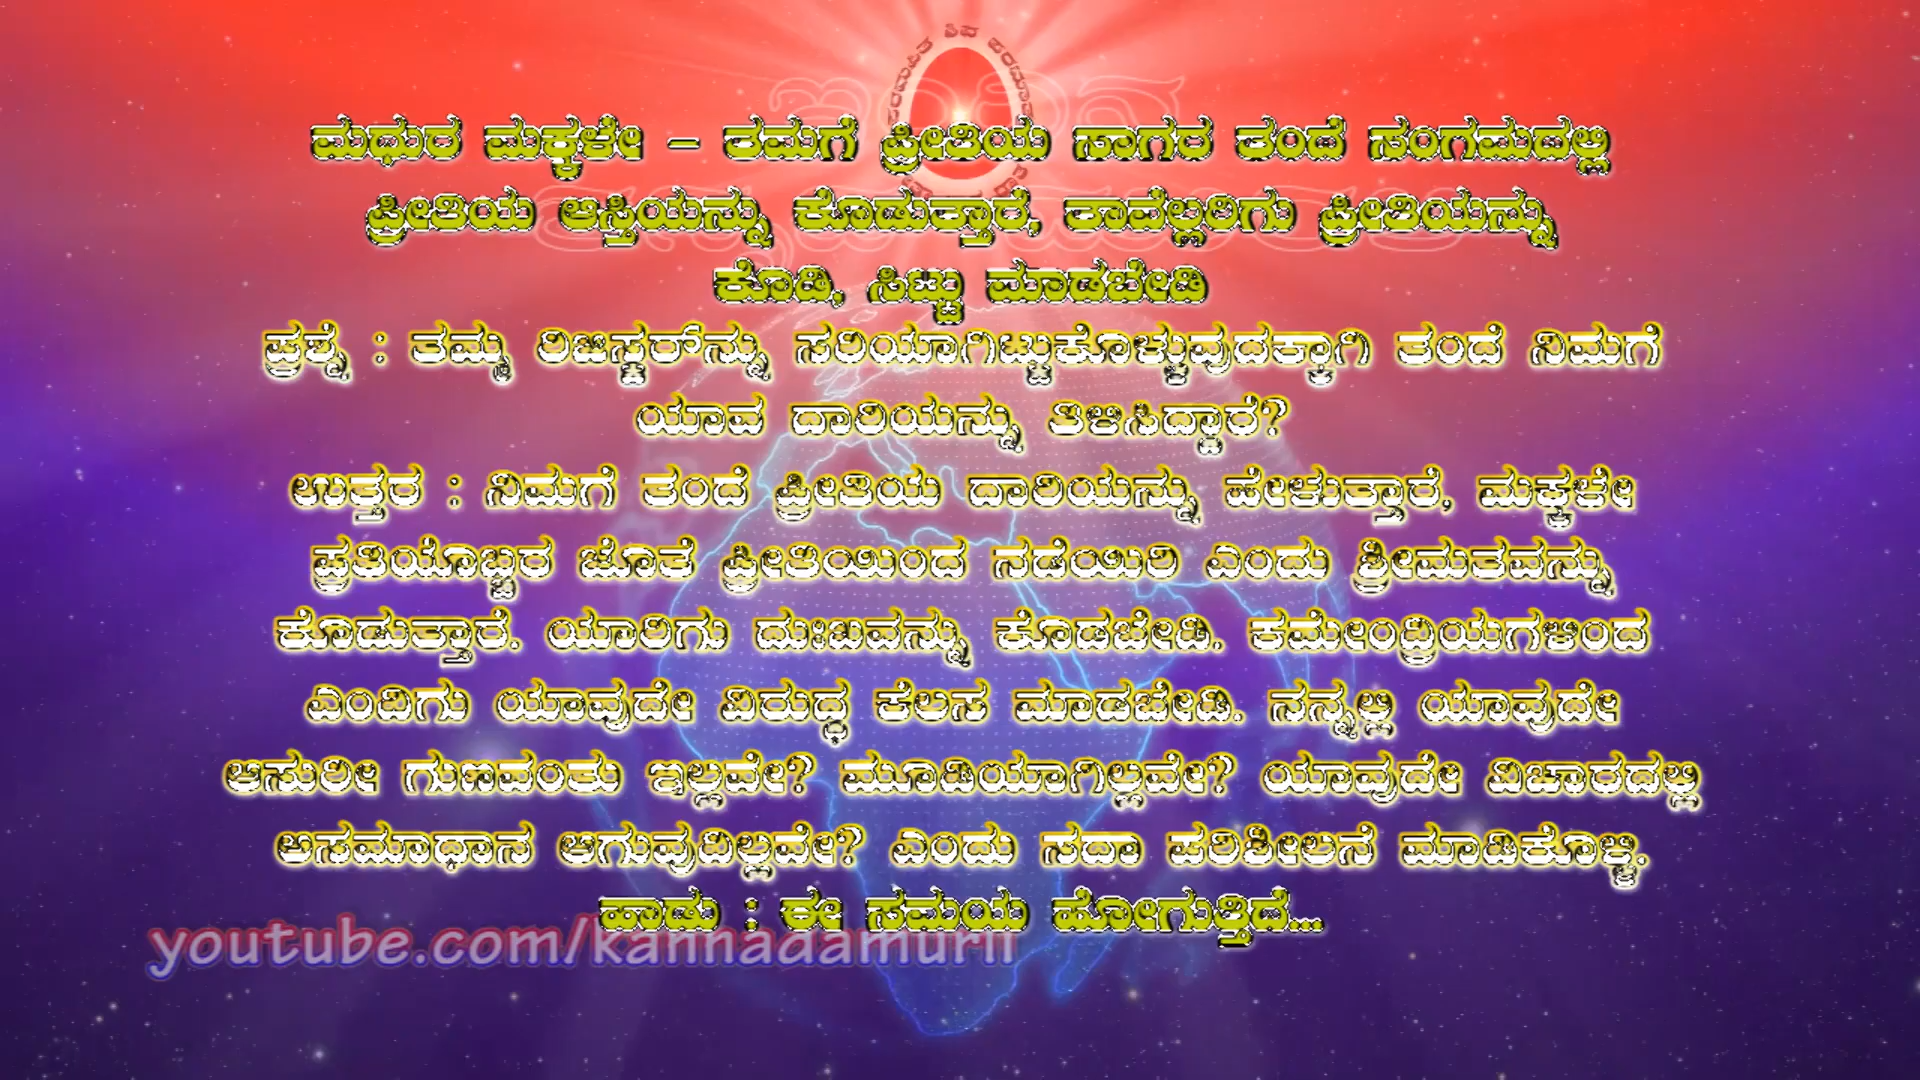 ಮಧುರ ಮಕ್ಕಳೇ – ತಮಗೆ ಪ್ರೀತಿಯ ಸಾಗರ ತಂದೆ ಸಂಗಮದಲ್ಲಿ
ಪ್ರೀತಿಯ ಆಸ್ತಿಯನ್ನು ಕೊಡುತ್ತಾರೆ, ತಾವೆಲ್ಲರಿಗು ಪ್ರೀತಿಯನ್ನು
ಕೊಡಿ, ಸಿಟ್ಟು ಮಾಡಬೇಡಿ
ಪ್ರಶ್ನೆ : ತಮ್ಮ ರಿಜಿಸ್ಟರ್‌ನ್ನು ಸರಿಯಾಗಿಟ್ಟುಕೊಳ್ಳುವುದಕ್ಕಾಗಿ ತಂದೆ ನಿಮಗೆ
ಯಾವ ದಾರಿಯನ್ನು ತಿಳಿಸಿದ್ದಾರೆ?
ಉತ್ತರ : ನಿಮಗೆ ತಂದೆ ಪ್ರೀತಿಯ ದಾರಿಯನ್ನು ಹೇಳುತ್ತಾರೆ, ಮಕ್ಕಳೇ
ಪ್ರತಿಯೊಬ್ಬರ ಜೊತೆ ಪ್ರೀತಿಯಿಂದ ನಡೆಯಿರಿ ಎಂದು ಶ್ರೀಮತವನ್ನು
ಕೊಡುತ್ತಾರೆ. ಯಾರಿಗು ದುಃಖವನ್ನು ಕೊಡಬೇಡಿ. ಕಮೇಂದ್ರಿಯಗಳಿಂದ
ಎಂದಿಗು ಯಾವುದೇ ವಿರುದ್ಧ ಕೆಲಸ ಮಾಡಬೇಡಿ. ನನ್ನಲ್ಲಿ ಯಾವುದೇ
ಆಸುರೀ ಗುಣವಂತು ಇಲ್ಲವೇ? ಮೂಡಿಯಾಗಿಲ್ಲವೇ? ಯಾವುದೇ ವಿಚಾರದಲ್ಲಿ
ಅಸಮಾಧಾನ ಆಗುವುದಿಲ್ಲವೇ? ಎಂದು ಸದಾ ಪರಿಶೀಲನೆ ಮಾಡಿಕೊಳ್ಳಿ.
ಹಾಡು : ಈ ಸಮಯ ಹೋಗುತ್ತಿದೆ...
youtube.com/kannadamurli